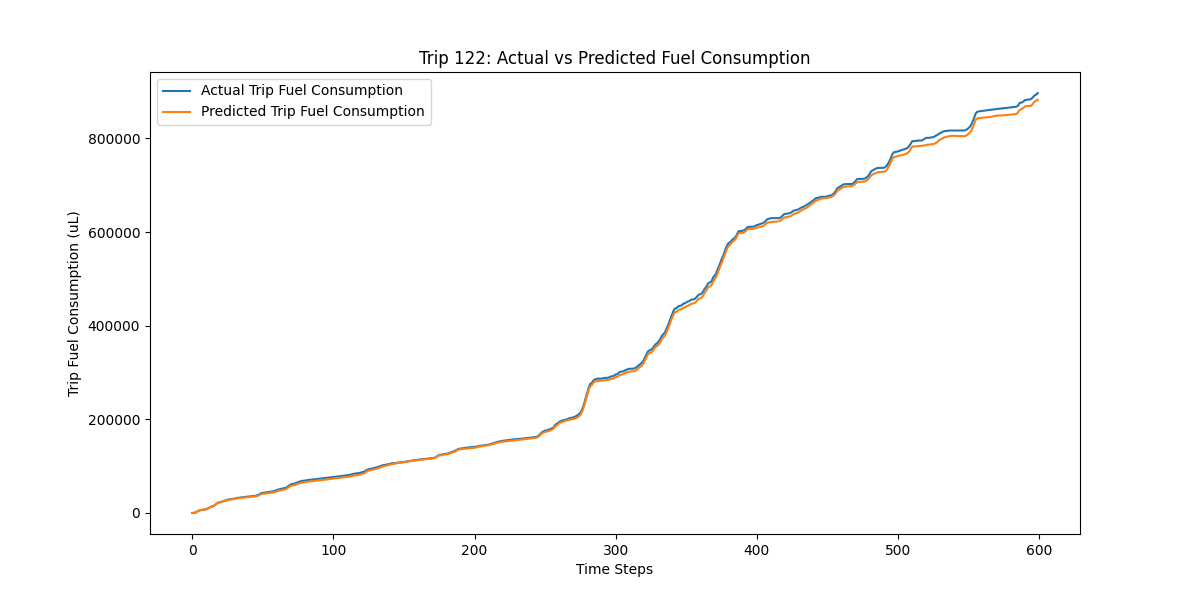 Trip 122: Actual vs Predicted Fuel Consumption
Actual Trip Fuel Consumption
Predicted Trip Fuel Consumption
Trip Fuel Consumption (uL)
800000
600000
400000
200000
0
0 100 200 300 400 500 600
Time Steps